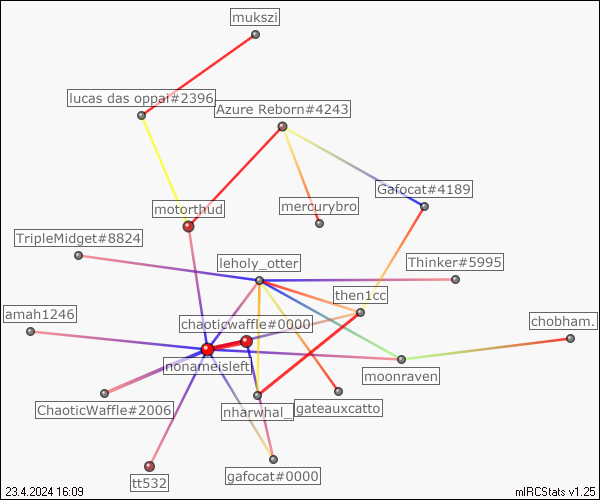 mukszi
lucas das oppai#2396
Azure Reborn#4243
Gafocat#4189
mercurybro
motorthud
TripleMidget#8824
leholy_otter
Thinker#5995
then1cc
amah1246
chaoticwaffle#0000
chobham.
nonameisleft
moonraven
ChaoticWaffle#2006
nharwhal_
gateauxcatto
tt532
gafocat#0000
23.4.2024 16:09
mIRCStats v1.25